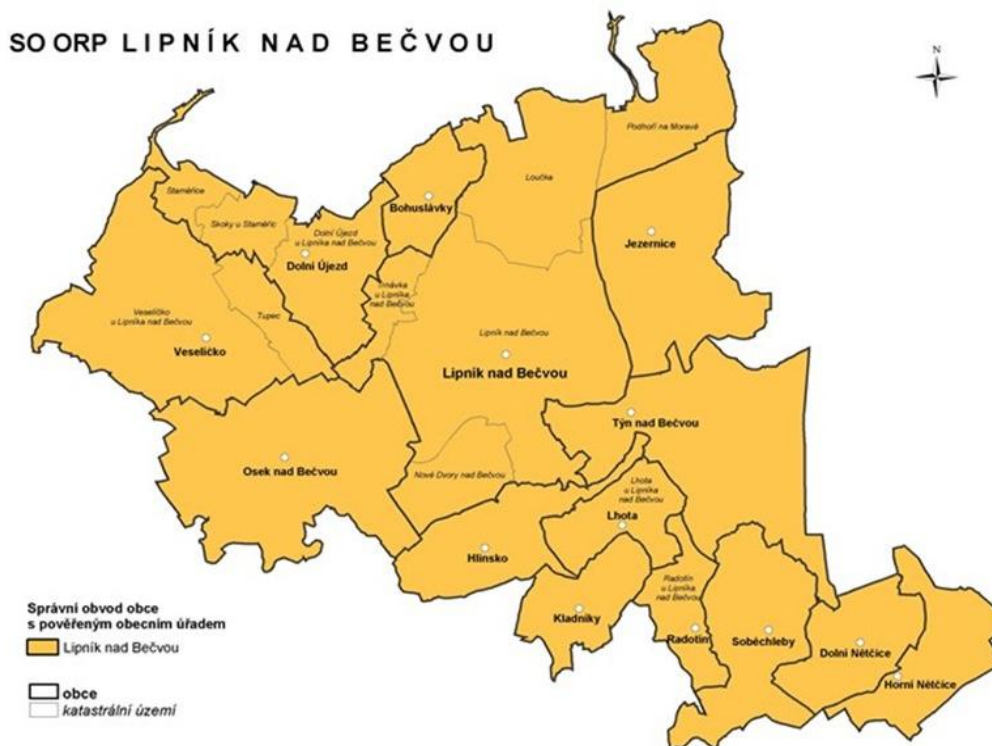 SO ORP LIPNÍK NAD BEČVOU
N
Podhoří na Moravě
Loučka
Staměřice
Skoky u Staměřic
Bohuslávky
Dolní Újezd
u Lipníka nad Bečvou
Dolní Újezd
Jezernice
Trnávka
u Lipníka
nad Bečvou
Veselíčko
u Lipníka nad Bečvou
Tupec
Veselíčko
Lipník nad Bečvou
Lipník nad Bečvou
Týn nad Bečvou
Osek nad Bečvou
Nové Dvory nad Bečvou
Lhota
u Lipníka
nad Bečvou
Lhota
Hlinsko
Radotín
u Lipníka
nad Bečvou
Kladníky
Radotín
Soběchleby
Dolní Nětčice
Horní Nětčice
Správní obvod obce
s pověřeným obecním úřadem
Lipník nad Bečvou
obce
katastrální území